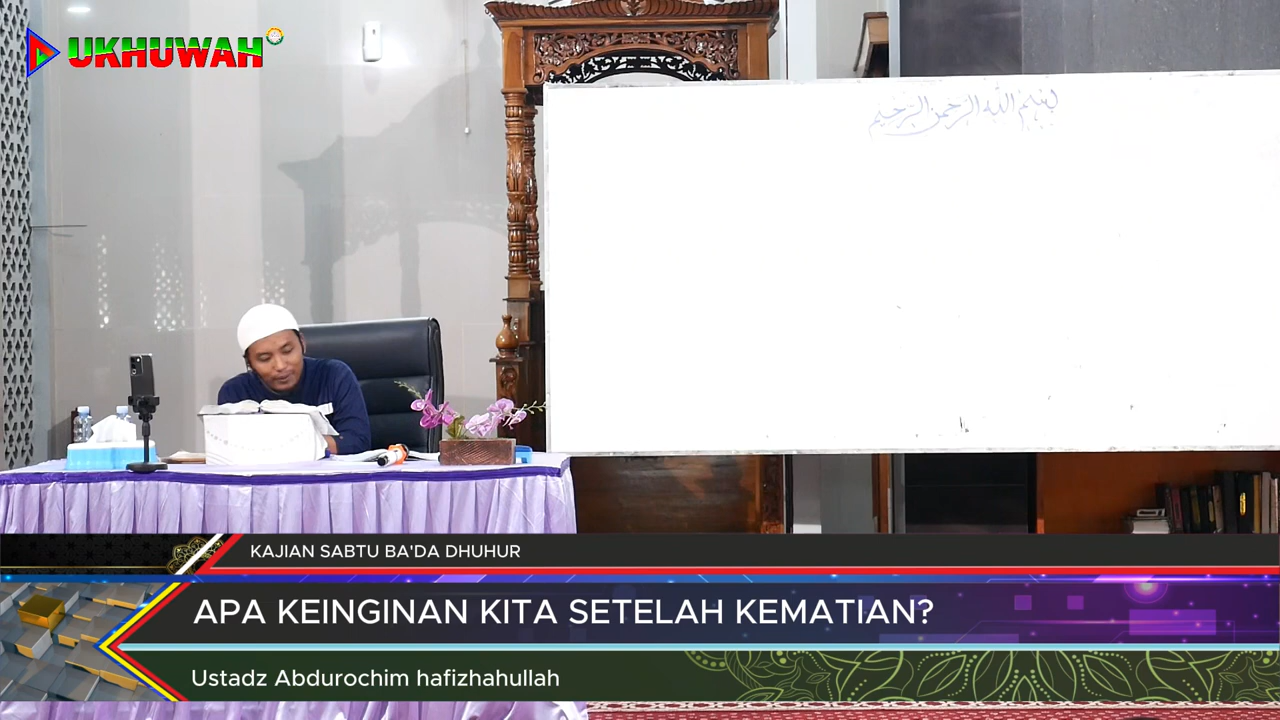 UKHUWAH
بسم الله الرحمن الرحيم
KAJIAN SABTU BA'DA DHUHUR
APA KEINGINAN KITA SETELAH KEMATIAN?
Ustadz Abdurochim hafizhahullah